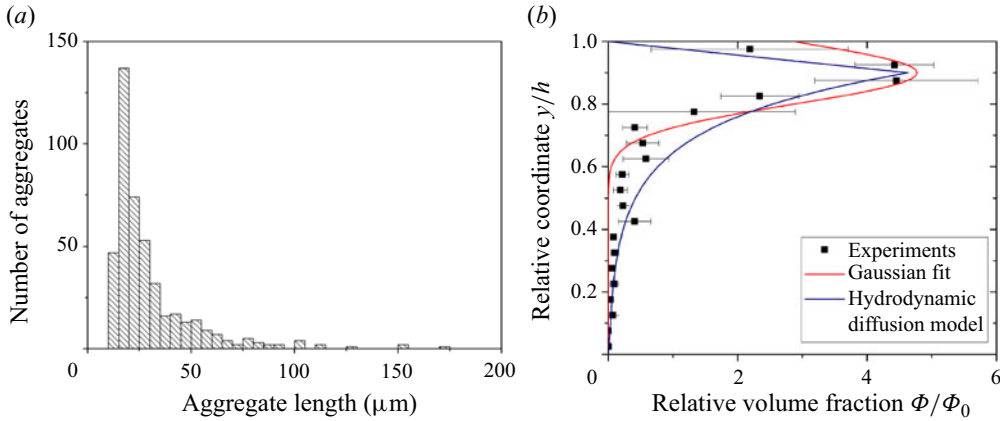 (a)
150
100
50
0
50
100
150
200
Number of aggregates
Aggregate length (μm)
(b)
1.0
0.8
0.6
0.4
0.2
0
2
4
6
Relative coordinate y/h
Relative volume fraction Φ/Φ0
Experiments
Gaussian fit
Hydrodynamic
diffusion model